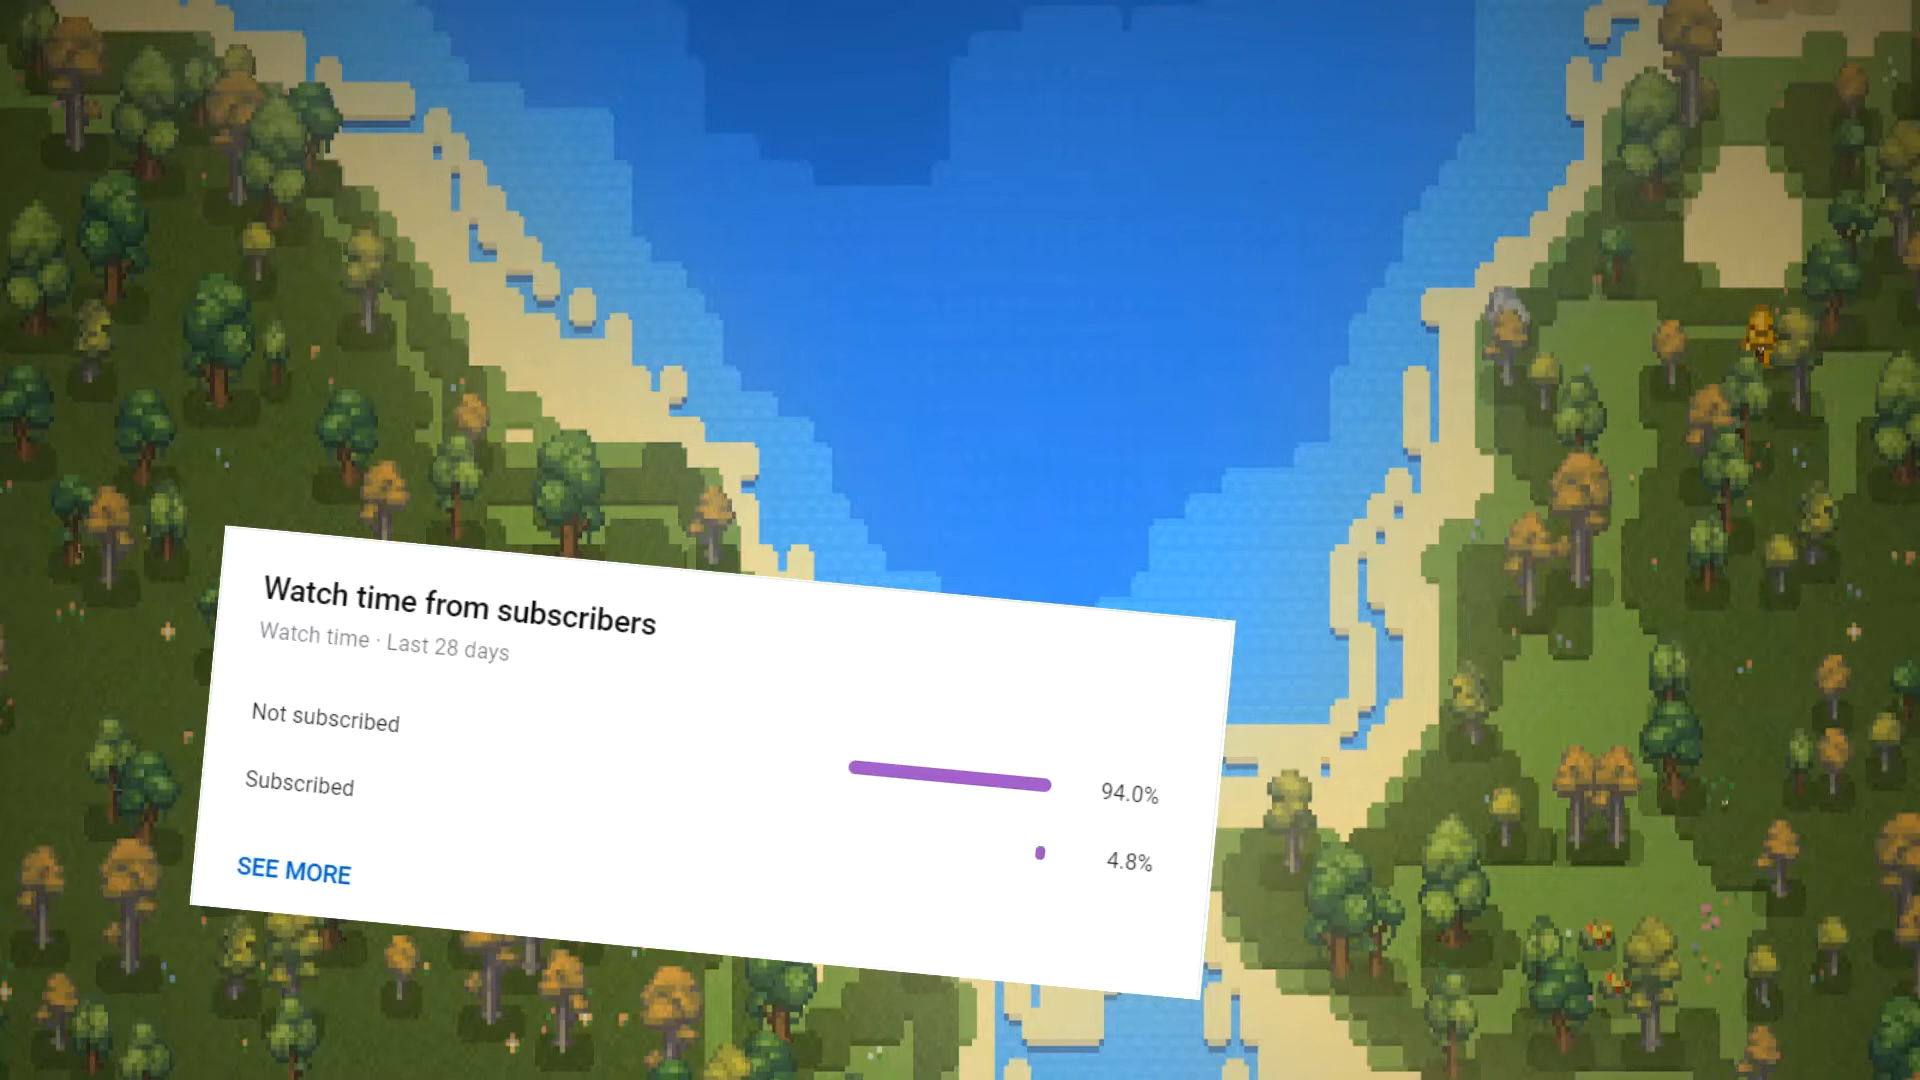 Watch time from subscribers
Watch time · Last 28 days
Not subscribed 94.0%
Subscribed 4.8%
SEE MORE